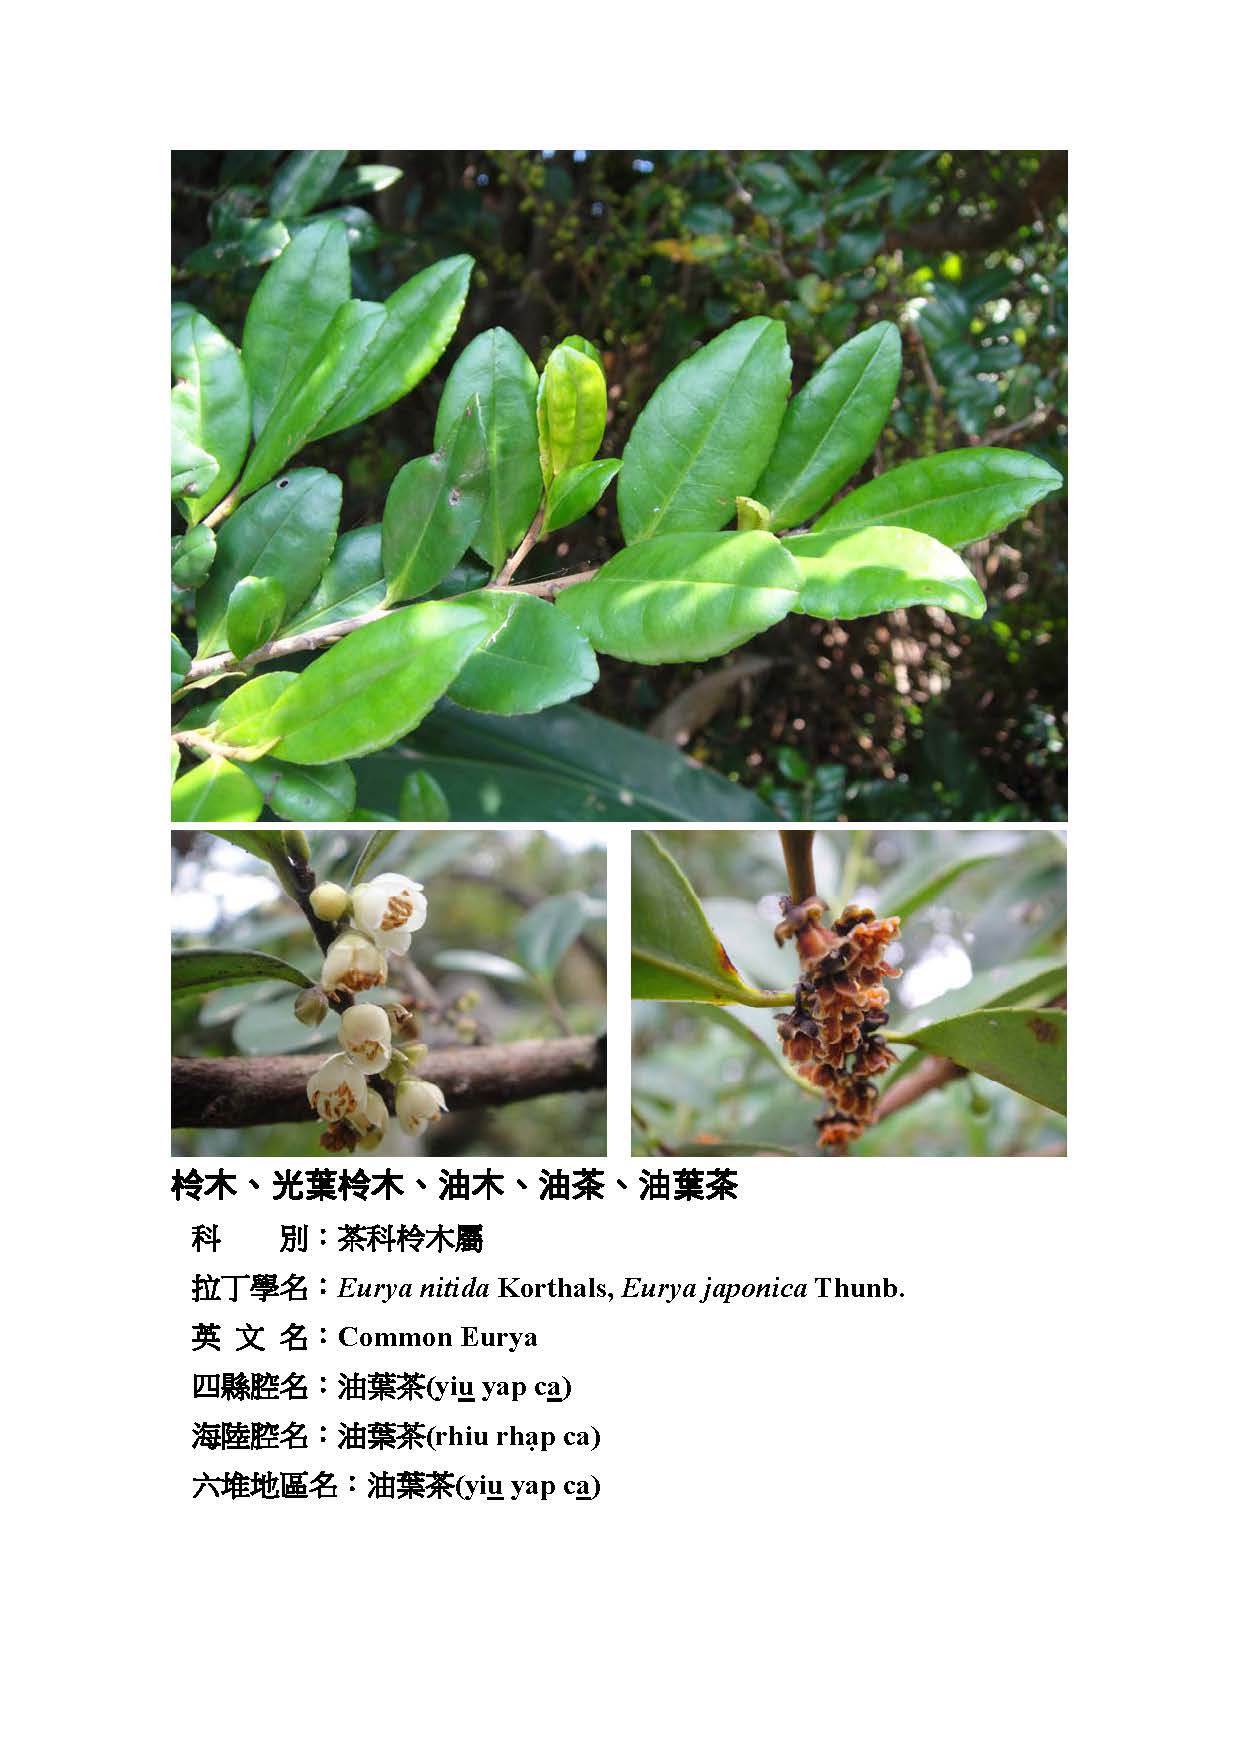 柃木、光葉柃木、油木、油茶、油葉茶
科　　別：茶科柃木屬
拉丁學名：Eurya nitida Korthals, Eurya japonica Thunb.
英 文 名：Common Eurya
四縣腔名：油葉茶(yiu yap ca)
海陸腔名：油葉茶(rhiu rhạp ca)
六堆地區名：油葉茶(yiu yap ca)